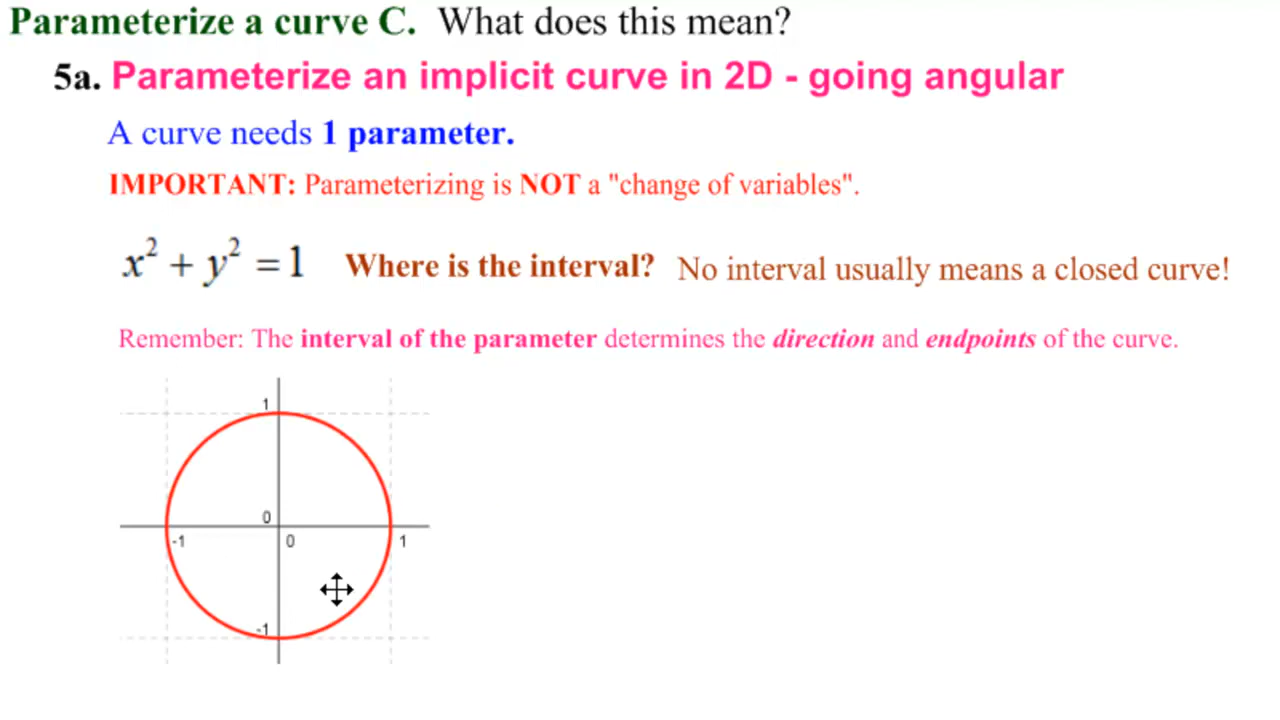 Parameterize a curve C. What does this mean?
5a. Parameterize an implicit curve in 2D - going angular
A curve needs 1 parameter.
IMPORTANT: Parameterizing is NOT a "change of variables".
x² + y² = 1 Where is the interval? No interval usually means a closed curve!
Remember: The interval of the parameter determines the direction and endpoints of the curve.
1
0
-1 0 1
-1